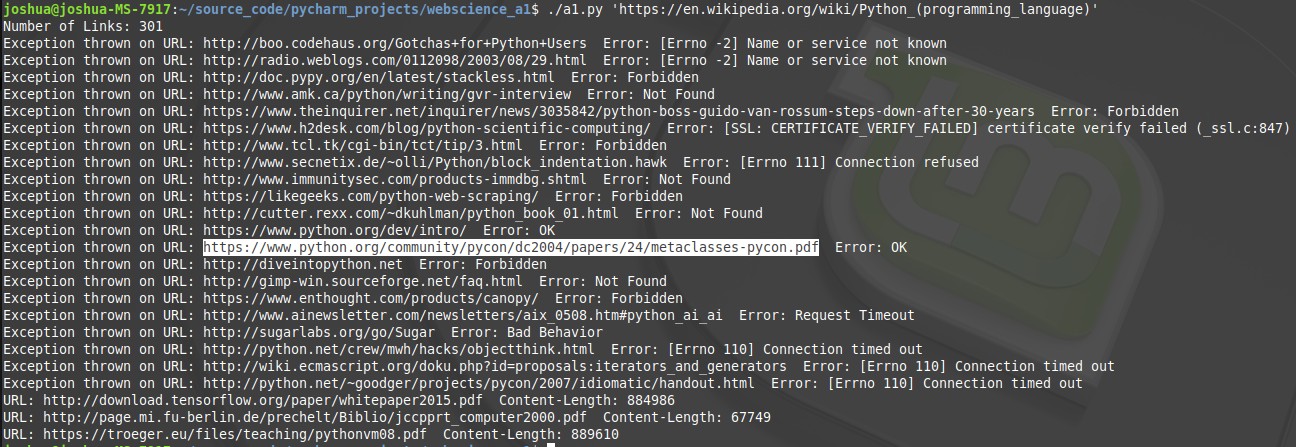 joshua@joshua-MS-7917:~/source_code/pycharm_projects/webscience_a1$ ./a1.py 'https://en.wikipedia.org/wiki/Python_(programming_language)'
Number of Links: 301
Exception thrown on URL: http://boo.codehaus.org/Gotchas+for+Python+Users  Error: [Errno -2] Name or service not known
Exception thrown on URL: http://radio.weblogs.com/0112098/2003/08/29.html  Error: [Errno -2] Name or service not known
Exception thrown on URL: http://doc.pypy.org/en/latest/stackless.html  Error: Forbidden
Exception thrown on URL: http://www.amk.ca/python/writing/gvr-interview  Error: Not Found
Exception thrown on URL: https://www.theinquirer.net/inquirer/news/3035842/python-boss-guido-van-rossum-steps-down-after-30-years  Error: Forbidden
Exception thrown on URL: https://www.h2desk.com/blog/python-scientific-computing/  Error: [SSL: CERTIFICATE_VERIFY_FAILED] certificate verify failed (_ssl.c:847)
Exception thrown on URL: http://www.tcl.tk/cgi-bin/tct/tip/3.html  Error: Forbidden
Exception thrown on URL: http://www.secnetix.de/~olli/Python/block_indentation.hawk  Error: [Errno 111] Connection refused
Exception thrown on URL: http://www.immunitysec.com/products-immdbg.shtml  Error: Not Found
Exception thrown on URL: https://likegeeks.com/python-web-scraping/  Error: Forbidden
Exception thrown on URL: http://cutter.rexx.com/~dkuhlman/python_book_01.html  Error: Not Found
Exception thrown on URL: https://www.python.org/dev/intro/  Error: OK
Exception thrown on URL: https://www.python.org/community/pycon/dc2004/papers/24/metaclasses-pycon.pdf  Error: OK
Exception thrown on URL: http://diveintopython.net  Error: Forbidden
Exception thrown on URL: http://gimp-win.sourceforge.net/faq.html  Error: Not Found
Exception thrown on URL: https://www.enthought.com/products/canopy/  Error: Forbidden
Exception thrown on URL: http://www.ainewsletter.com/newsletters/aix_0508.htm#python_ai_ai  Error: Request Timeout
Exception thrown on URL: http://sugarlabs.org/go/Sugar  Error: Bad Behavior
Exception thrown on URL: http://python.net/crew/mwh/hacks/objectthink.html  Error: [Errno 110] Connection timed out
Exception thrown on URL: http://wiki.ecmascript.org/doku.php?id=proposals:iterators_and_generators  Error: [Errno 110] Connection timed out
Exception thrown on URL: http://python.net/~goodger/projects/pycon/2007/idiomatic/handout.html  Error: [Errno 110] Connection timed out
URL: http://download.tensorflow.org/paper/whitepaper2015.pdf  Content-Length: 884986
URL: http://page.mi.fu-berlin.de/prechelt/Biblio/jccpprt_computer2000.pdf  Content-Length: 67749
URL: https://troeger.eu/files/teaching/pythonvm08.pdf  Content-Length: 889610